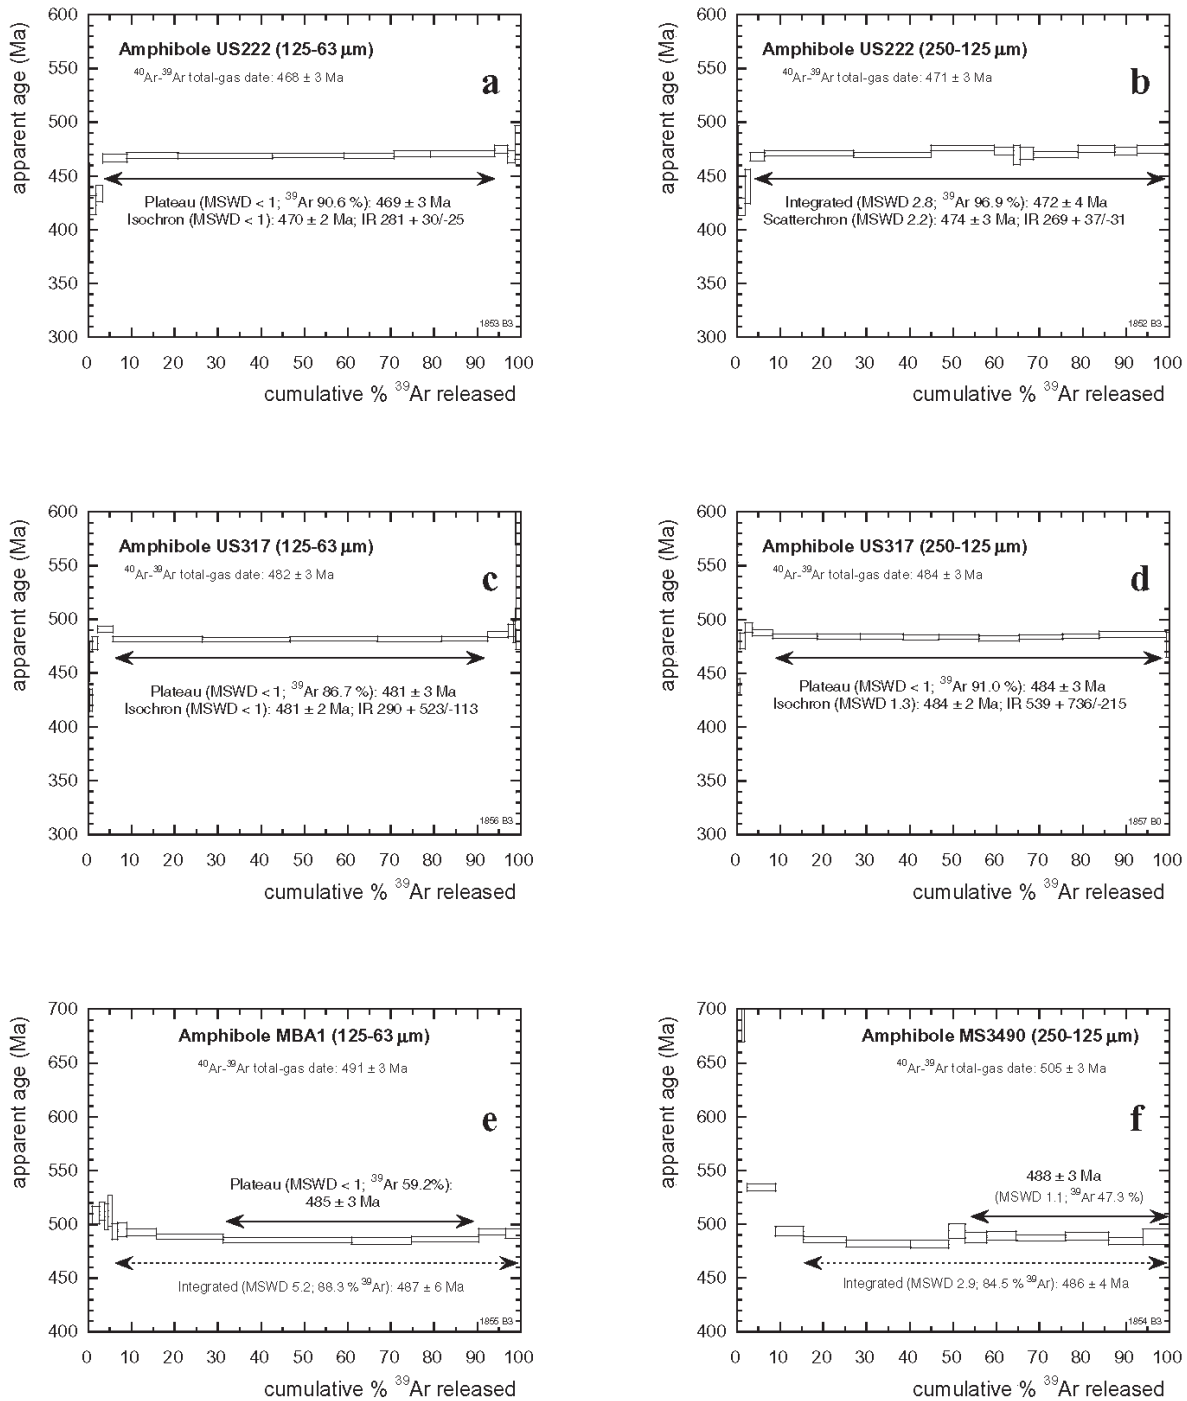 600
550
500
450
400
350
300
apparent age (Ma)
Amphibole US222 (125-63 µm)
⁴⁰Ar-³⁹Ar total-gas date: 468 ± 3 Ma
a
Plateau (MSWD < 1; ³⁹Ar 90.6 %): 469 ± 3 Ma
Isochron (MSWD < 1): 470 ± 2 Ma; IR 281 + 30/-25
1853 B3
0 10 20 30 40 50 60 70 80 90 100
cumulative % ³⁹Ar released
600
550
500
450
400
350
300
apparent age (Ma)
Amphibole US222 (250-125 µm)
⁴⁰Ar-³⁹Ar total-gas date: 471 ± 3 Ma
b
Integrated (MSWD 2.8; ³⁹Ar 96.9 %): 472 ± 4 Ma
Scatterchron (MSWD 2.2): 474 ± 3 Ma; IR 269 + 37/-31
1852 B3
0 10 20 30 40 50 60 70 80 90 100
cumulative % ³⁹Ar released
600
550
500
450
400
350
300
apparent age (Ma)
Amphibole US317 (125-63 µm)
⁴⁰Ar-³⁹Ar total-gas date: 482 ± 3 Ma
c
Plateau (MSWD < 1; ³⁹Ar 86.7 %): 481 ± 3 Ma
Isochron (MSWD < 1): 481 ± 2 Ma; IR 290 + 523/-113
1856 B3
0 10 20 30 40 50 60 70 80 90 100
cumulative % ³⁹Ar released
600
550
500
450
400
350
300
apparent age (Ma)
Amphibole US317 (250-125 µm)
⁴⁰Ar-³⁹Ar total-gas date: 484 ± 3 Ma
d
Plateau (MSWD < 1; ³⁹Ar 91.0 %): 484 ± 3 Ma
Isochron (MSWD 1.3): 484 ± 2 Ma; IR 539 + 736/-215
1857 B0
0 10 20 30 40 50 60 70 80 90 100
cumulative % ³⁹Ar released
700
650
600
550
500
450
400
apparent age (Ma)
Amphibole MBA1 (125-63 µm)
⁴⁰Ar-³⁹Ar total-gas date: 491 ± 3 Ma
e
Plateau (MSWD < 1; ³⁹Ar 59.2%):
485 ± 3 Ma
Integrated (MSWD 5.2; 88.3 % ³⁹Ar): 487 ± 6 Ma
1855 B3
0 10 20 30 40 50 60 70 80 90 100
cumulative % ³⁹Ar released
700
650
600
550
500
450
400
apparent age (Ma)
Amphibole MS3490 (250-125 µm)
⁴⁰Ar-³⁹Ar total-gas date: 505 ± 3 Ma
f
488 ± 3 Ma
(MSWD 1.1; ³⁹Ar 47.3 %)
Integrated (MSWD 2.9; 84.5 % ³⁹Ar): 486 ± 4 Ma
1854 B3
0 10 20 30 40 50 60 70 80 90 100
cumulative % ³⁹Ar released